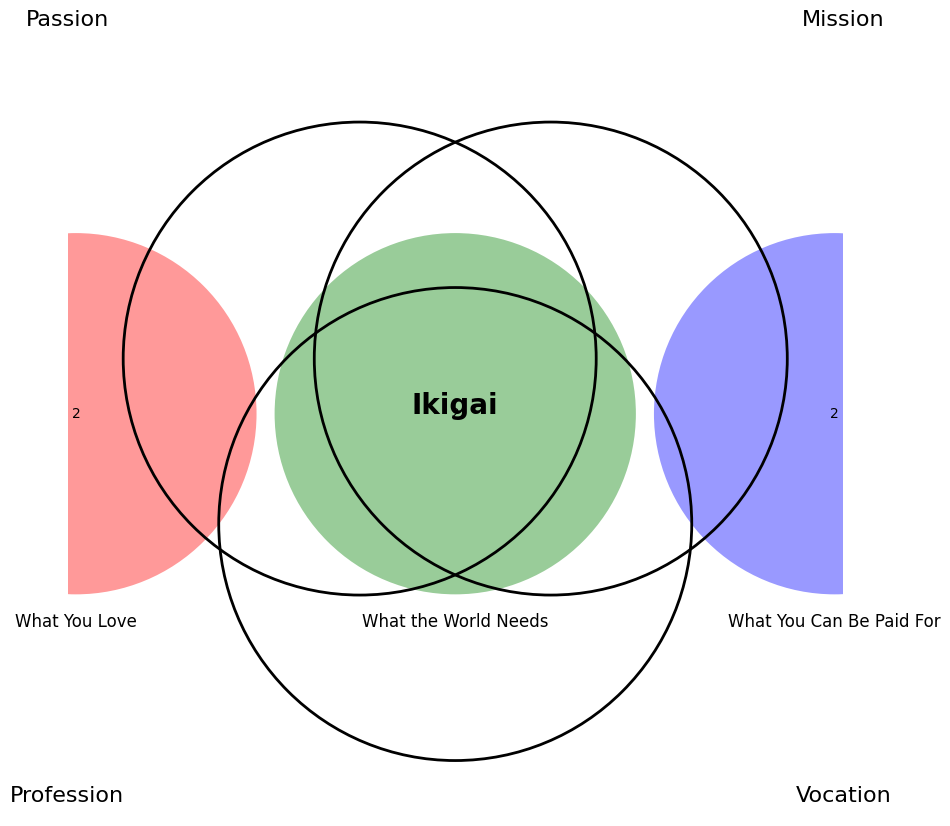 Passion
Mission
2
Ikigai
2
What You Love
What the World Needs
What You Can Be Paid For
Profession
Vocation